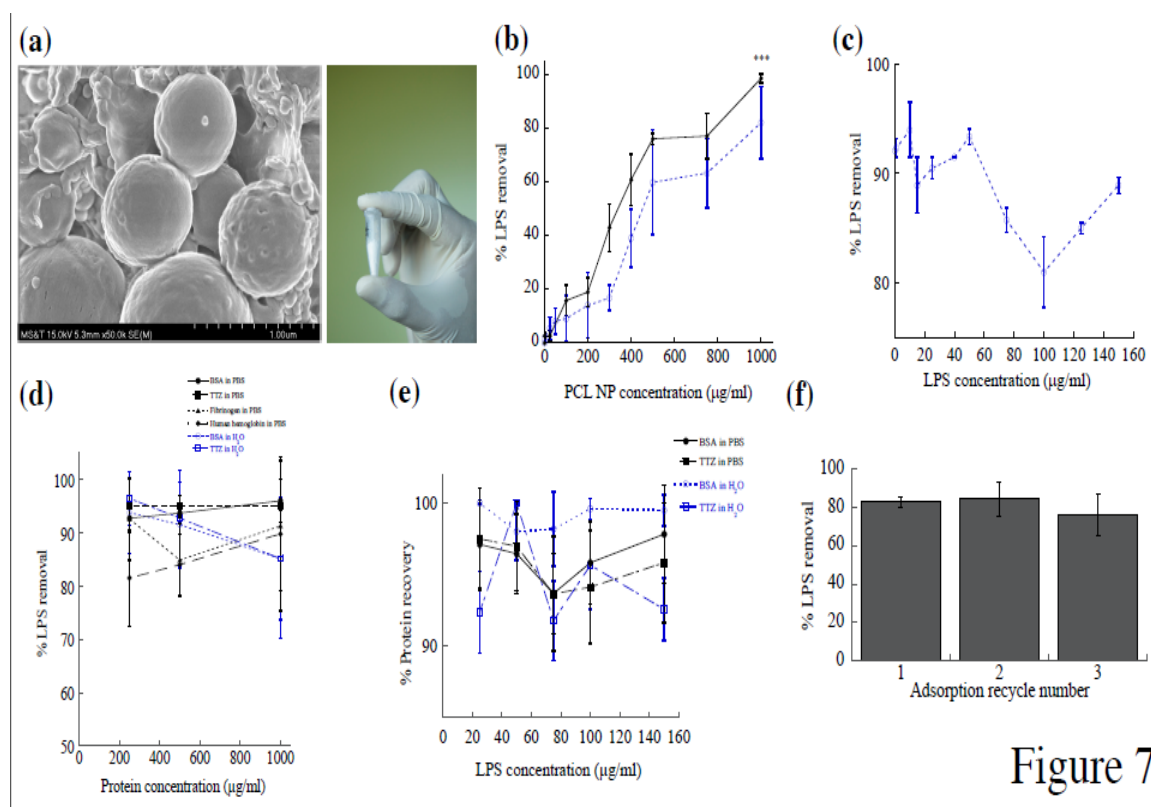 (a)
MS&T 15.0kV 5.3mm x50.0k SE(M)
1.00um
(b)
***
100
80
60
40
20
0
% LPS removal
0 200 400 600 800 1000
PCL NP concentration (µg/ml)
(c)
100
90
80
% LPS removal
0 20 40 60 80 100 120 140 160
LPS concentration (µg/ml)
(d)
BSA in PBS
TTZ in PBS
Fibrinogan in PBS
Human hamoglobin in PBS
BSA in H₂O
TTZ in H₂O
100
90
80
70
60
50
% LPS removal
0 200 400 600 800 1000
Protein concentration (µg/ml)
(e)
BSA in PBS
TTZ in PBS
BSA in H₂O
TTZ in H₂O
100
90
% Protein recovery
0 20 40 60 80 100 120 140 160
LPS concentration (µg/ml)
(f)
100
80
60
40
20
0
% LPS removal
1 2 3
Adsorption recycle number
Figure 7